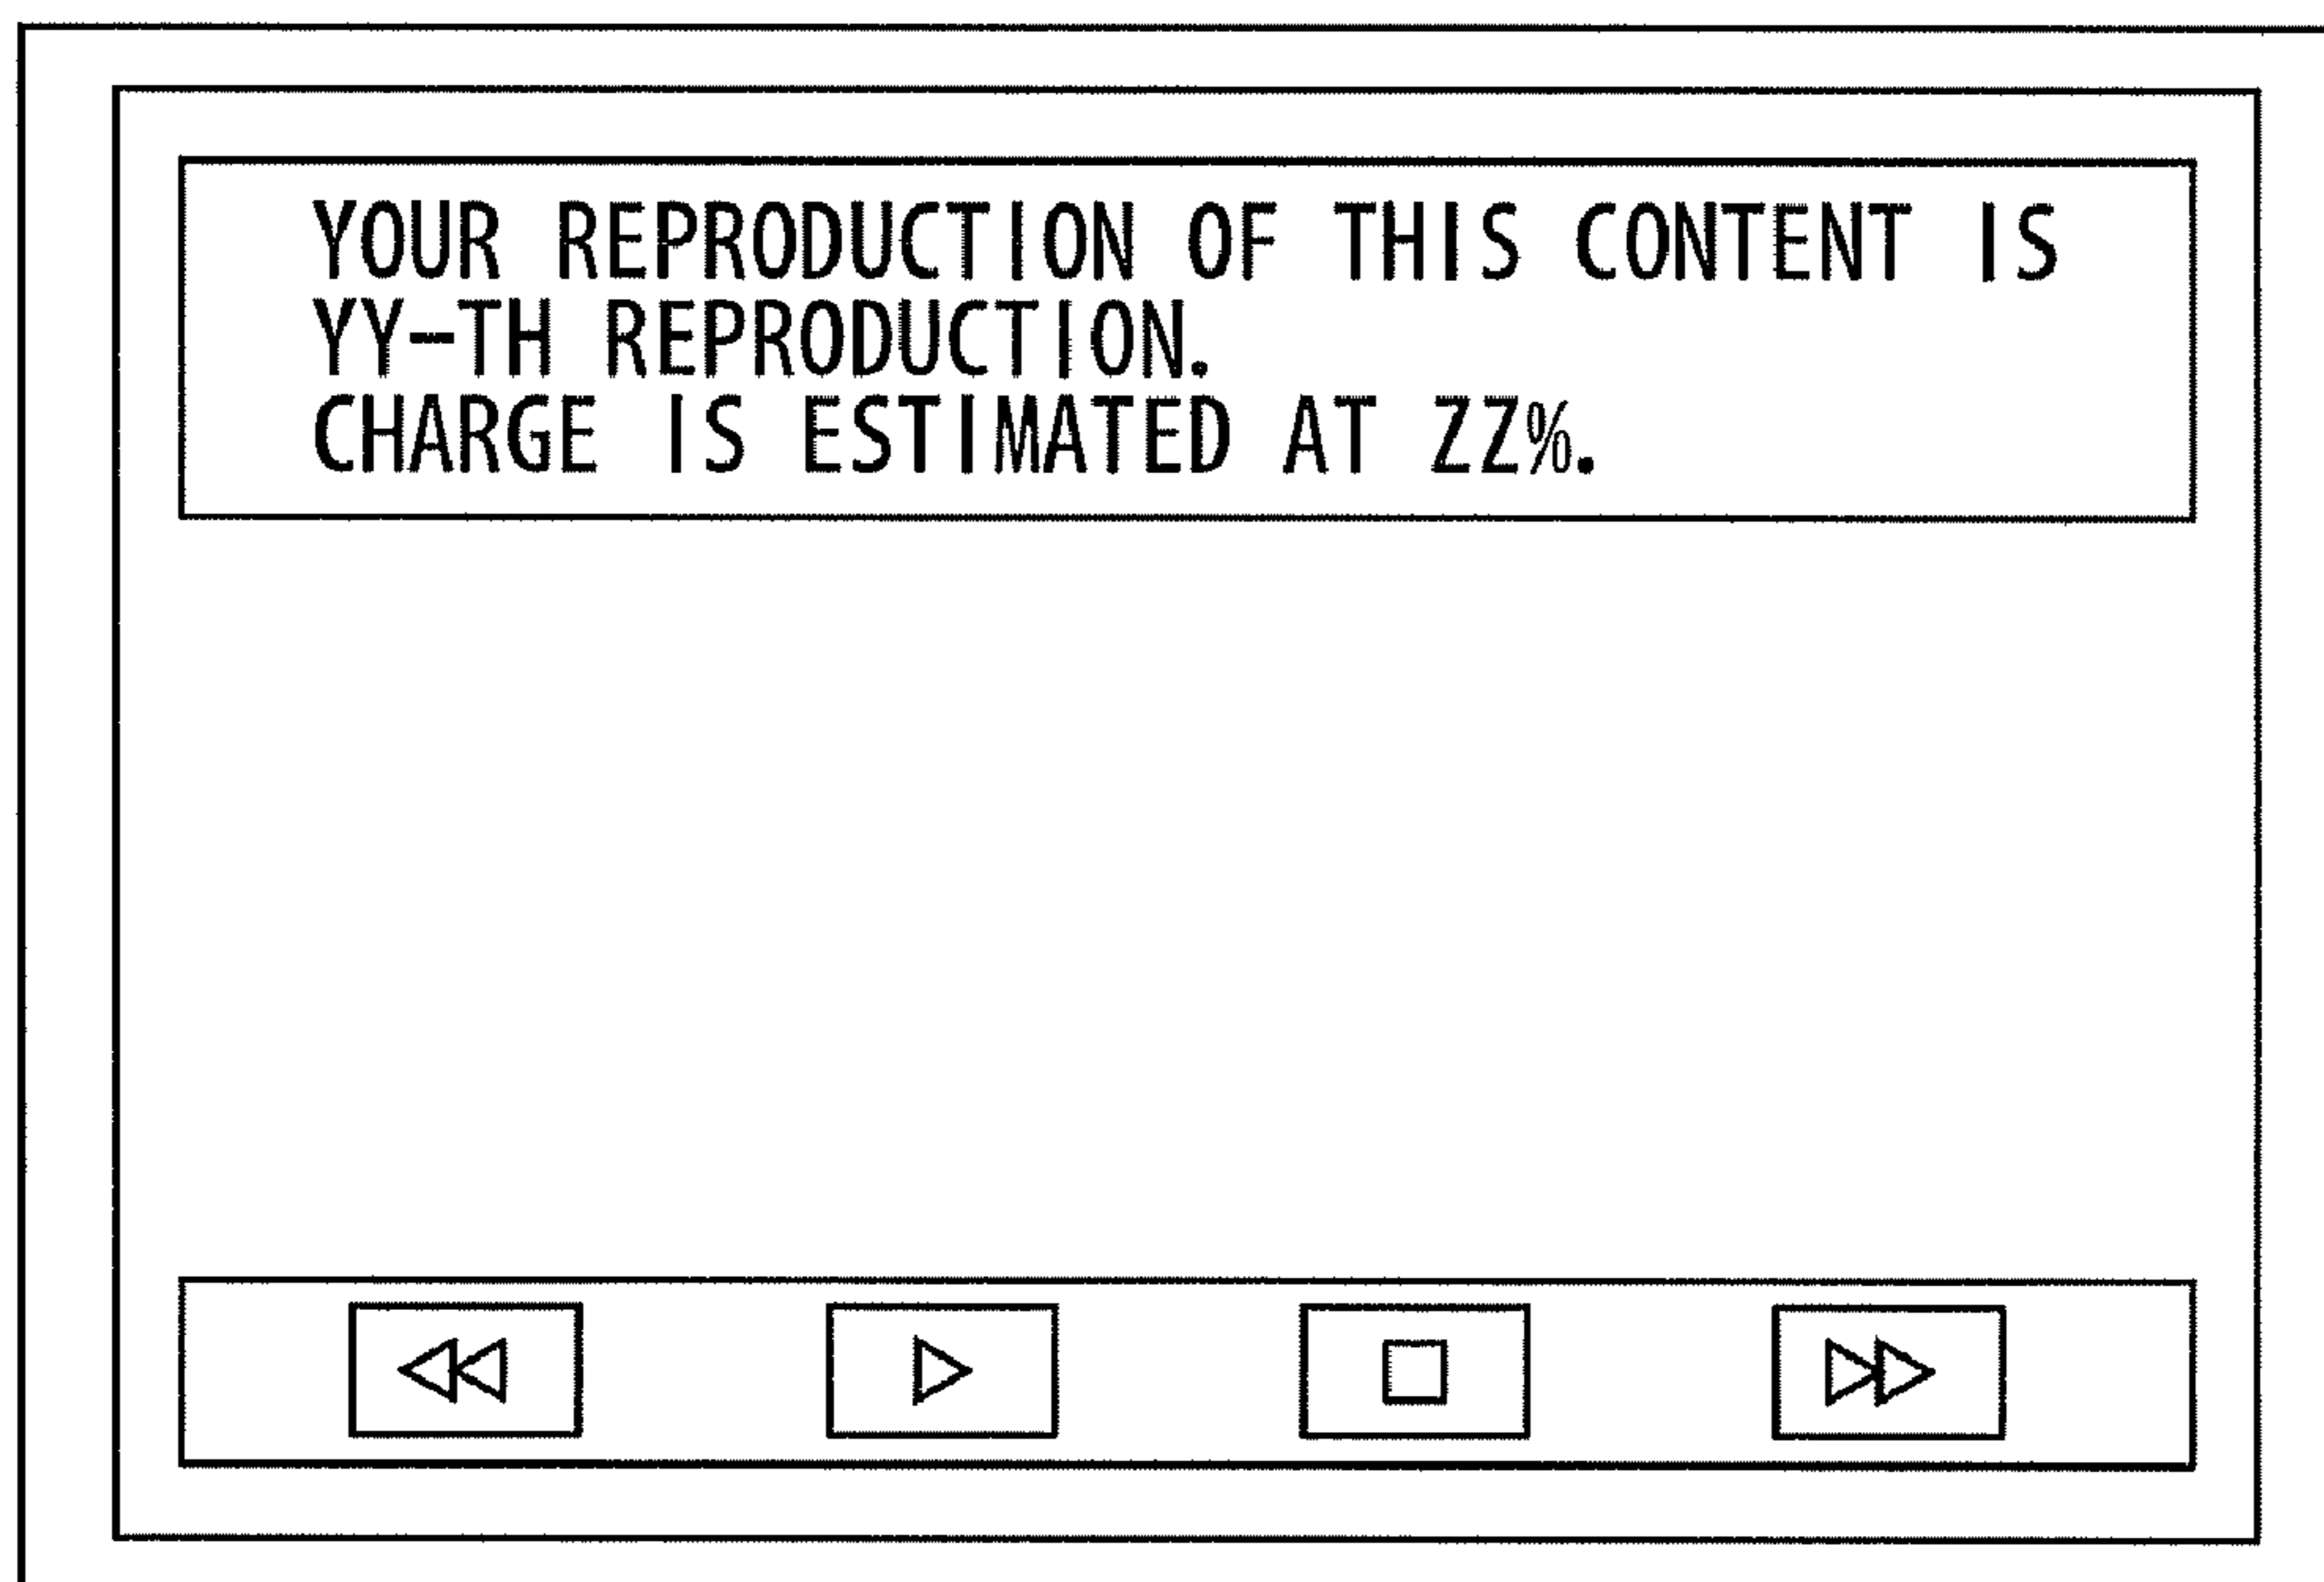 YOUR REPRODUCTION OF THIS CONTENT IS
YY-TH REPRODUCTION.
CHARGE IS ESTIMATED AT ZZ%.